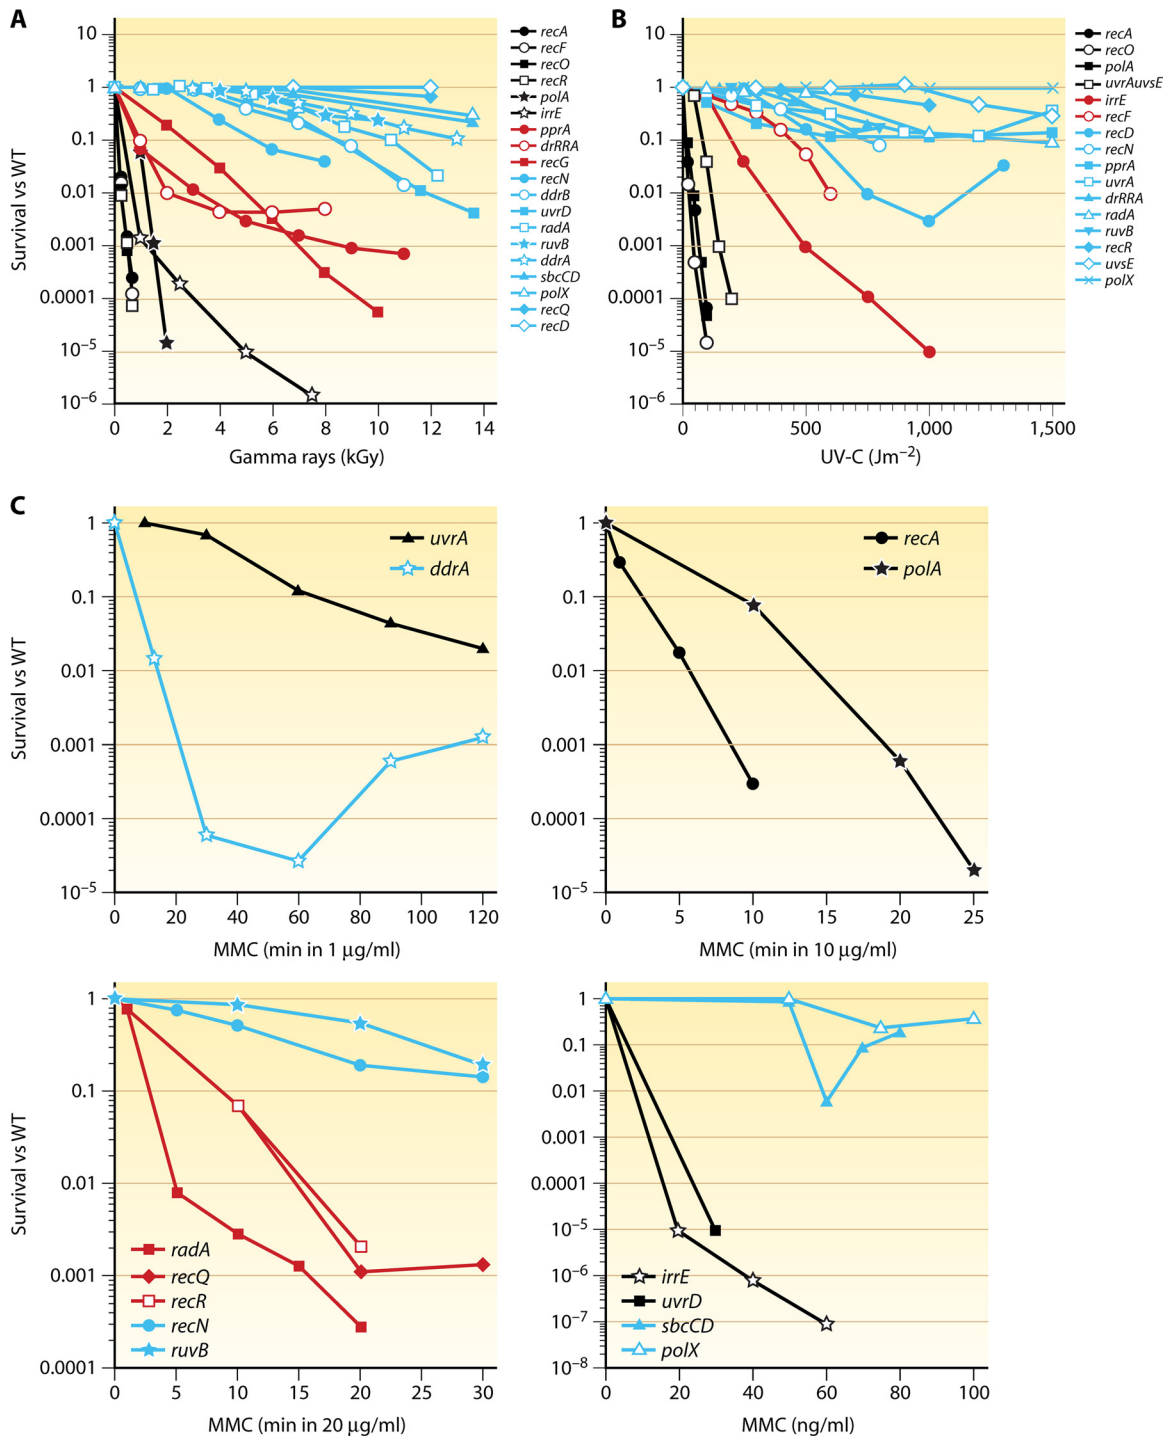 A
Survival vs WT
10
1
0.1
0.01
0.001
0.0001
10−5
10−6
0 2 4 6 8 10 12 14
Gamma rays (kGy)
recA
recF
recO
recR
polA
irrE
pprA
drRRA
recG
recN
ddrB
uvrD
radA
ruvB
ddrA
sbcCD
polX
recQ
recD
B
10
1
0.1
0.01
0.001
0.0001
10−5
10−6
0 500 1,000 1,500
UV-C (Jm−2)
recA
recO
polA
uvrAuvsE
irrE
recF
recD
recN
pprA
uvrA
drRRA
radA
ruvB
recR
uvsE
polX
C
Survival vs WT
1
0.1
0.01
0.001
0.0001
10−5
0 20 40 60 80 100 120
MMC (min in 1 μg/ml)
uvrA
ddrA
1
0.1
0.01
0.001
0.0001
10−5
0 5 10 15 20 25
MMC (min in 10 μg/ml)
recA
polA
Survival vs WT
1
0.1
0.01
0.001
0.0001
0 5 10 15 20 25 30
MMC (min in 20 μg/ml)
radA
recQ
recR
recN
ruvB
1
0.1
0.01
0.001
0.0001
10−5
10−6
10−7
10−8
0 20 40 60 80 100
MMC (ng/ml)
irrE
uvrD
sbcCD
polX